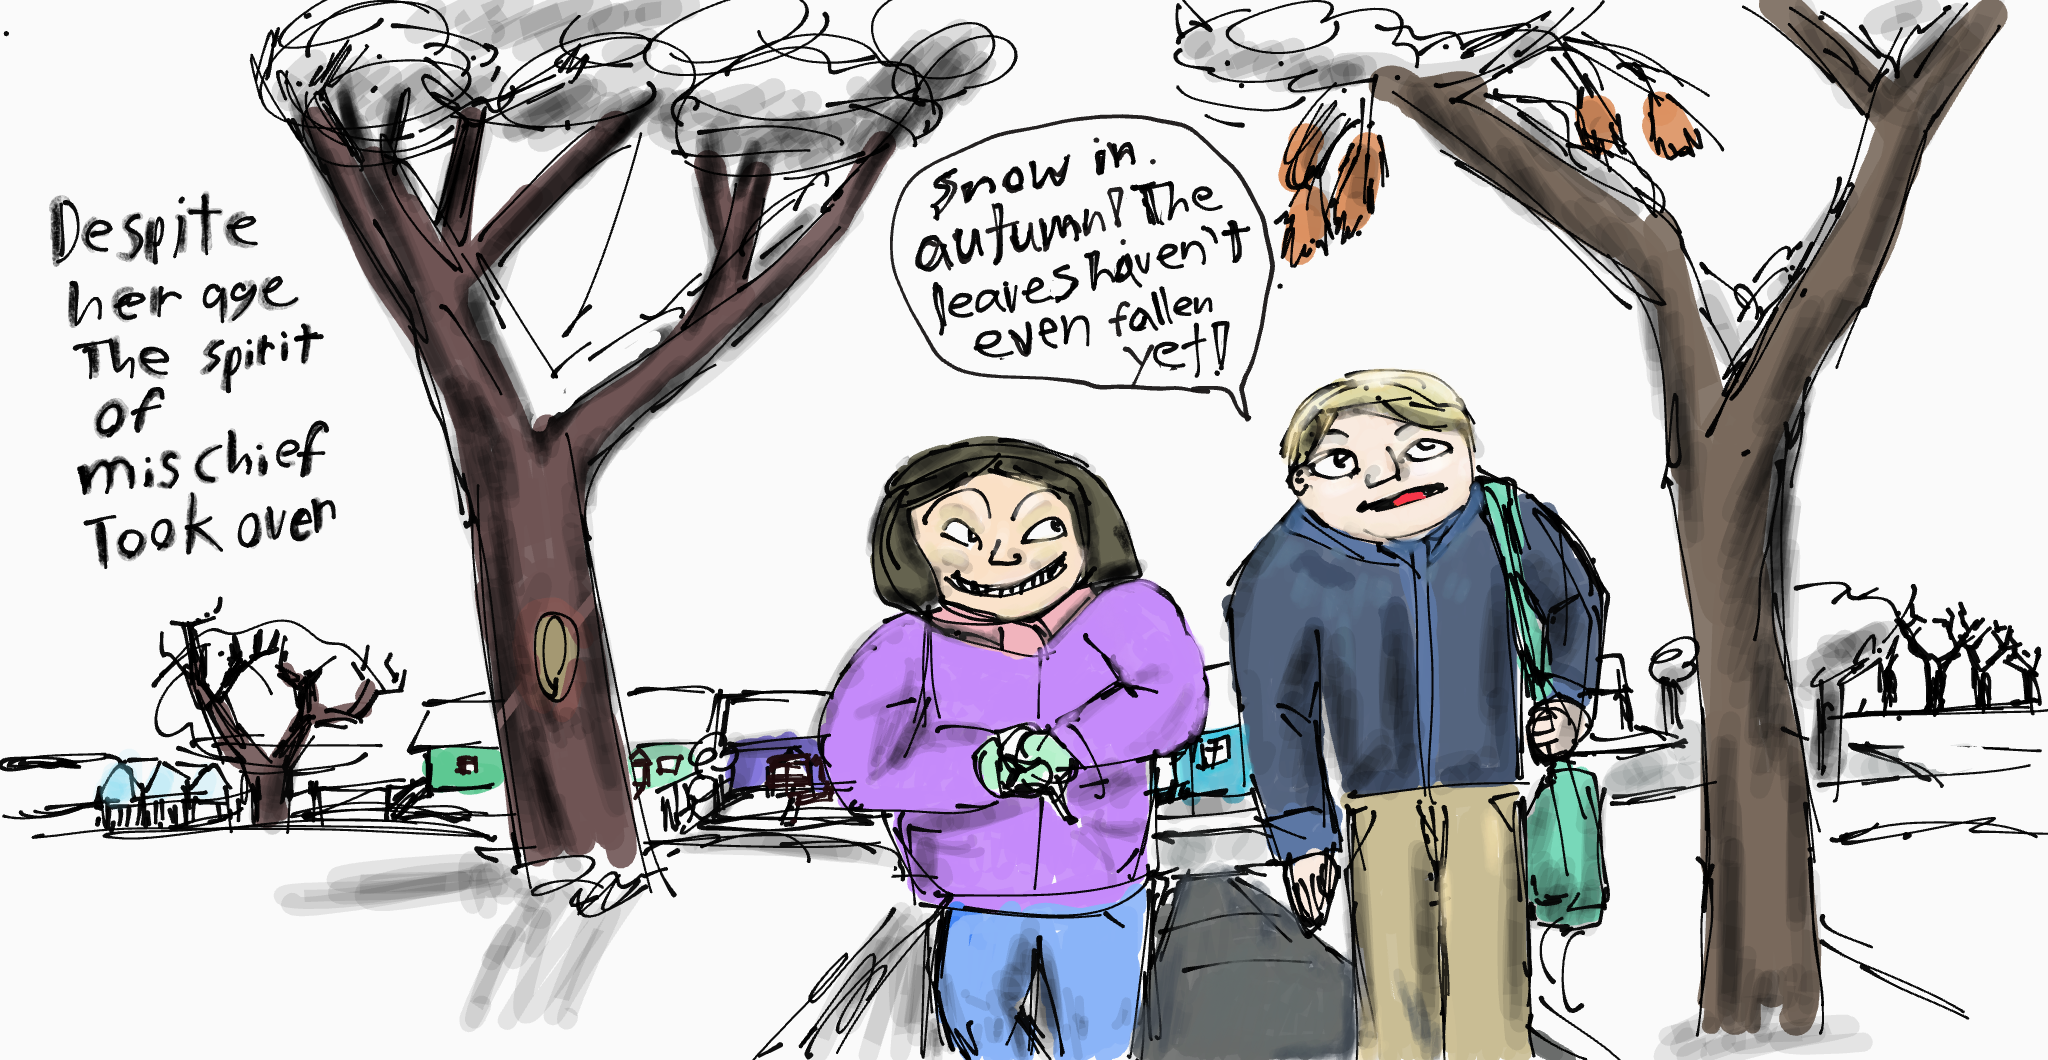 Despite
her age
The spirit
of
mischief
Took over
Snow in.
autumn! The
leaves haven't
even fallen
yet!